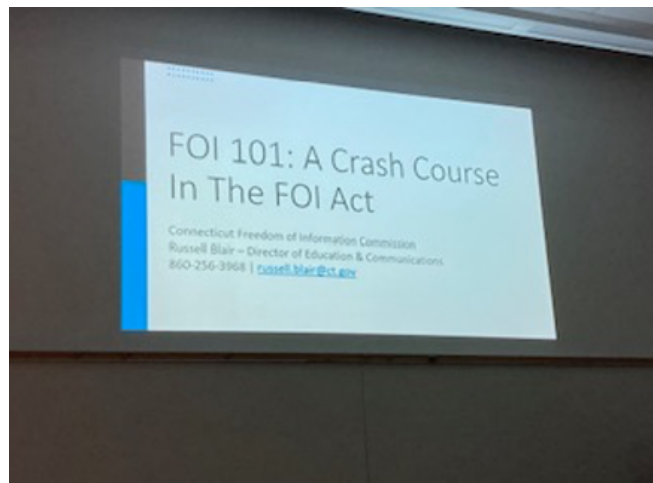 FOI 101: A Crash Course
In The FOI Act
Connecticut Freedom of Information Commission
Russell Blair – Director of Education & Communications
860-256-3968 | russell.blair@ct.gov